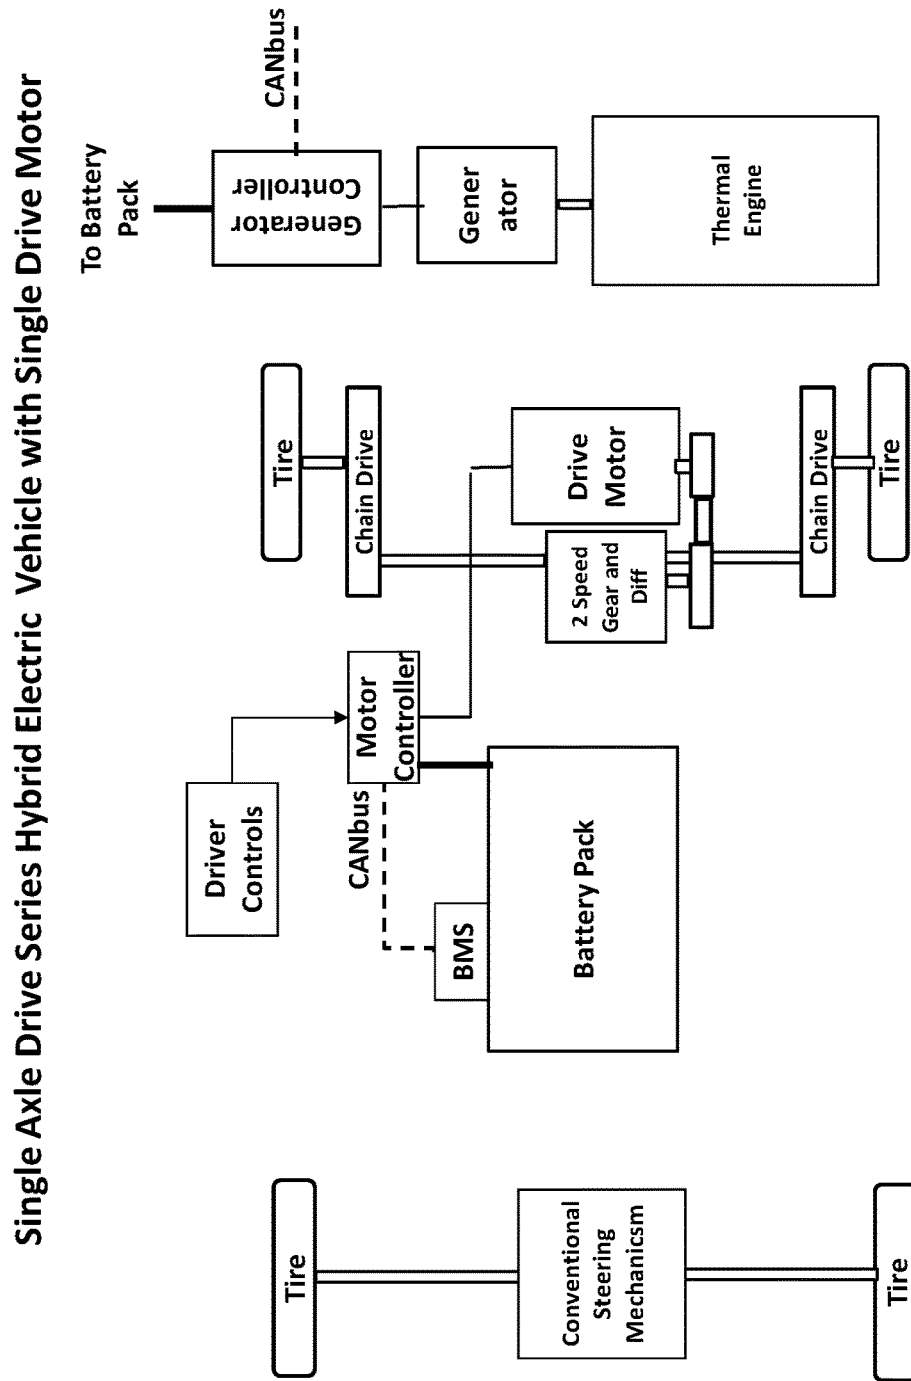 Single Axle Drive Series Hybrid Electric Vehicle with Single Drive Motor
Tire
Conventional
Steering
Mechanicsm
Tire
Driver
Controls
CANbus
Motor
Controller
BMS
Battery Pack
Tire
Chain Drive
2 Speed
Gear and
Diff
Drive
Motor
Chain Drive
Tire
To Battery
Pack
CANbus
Generator
Controller
Gener
ator
Thermal
Engine